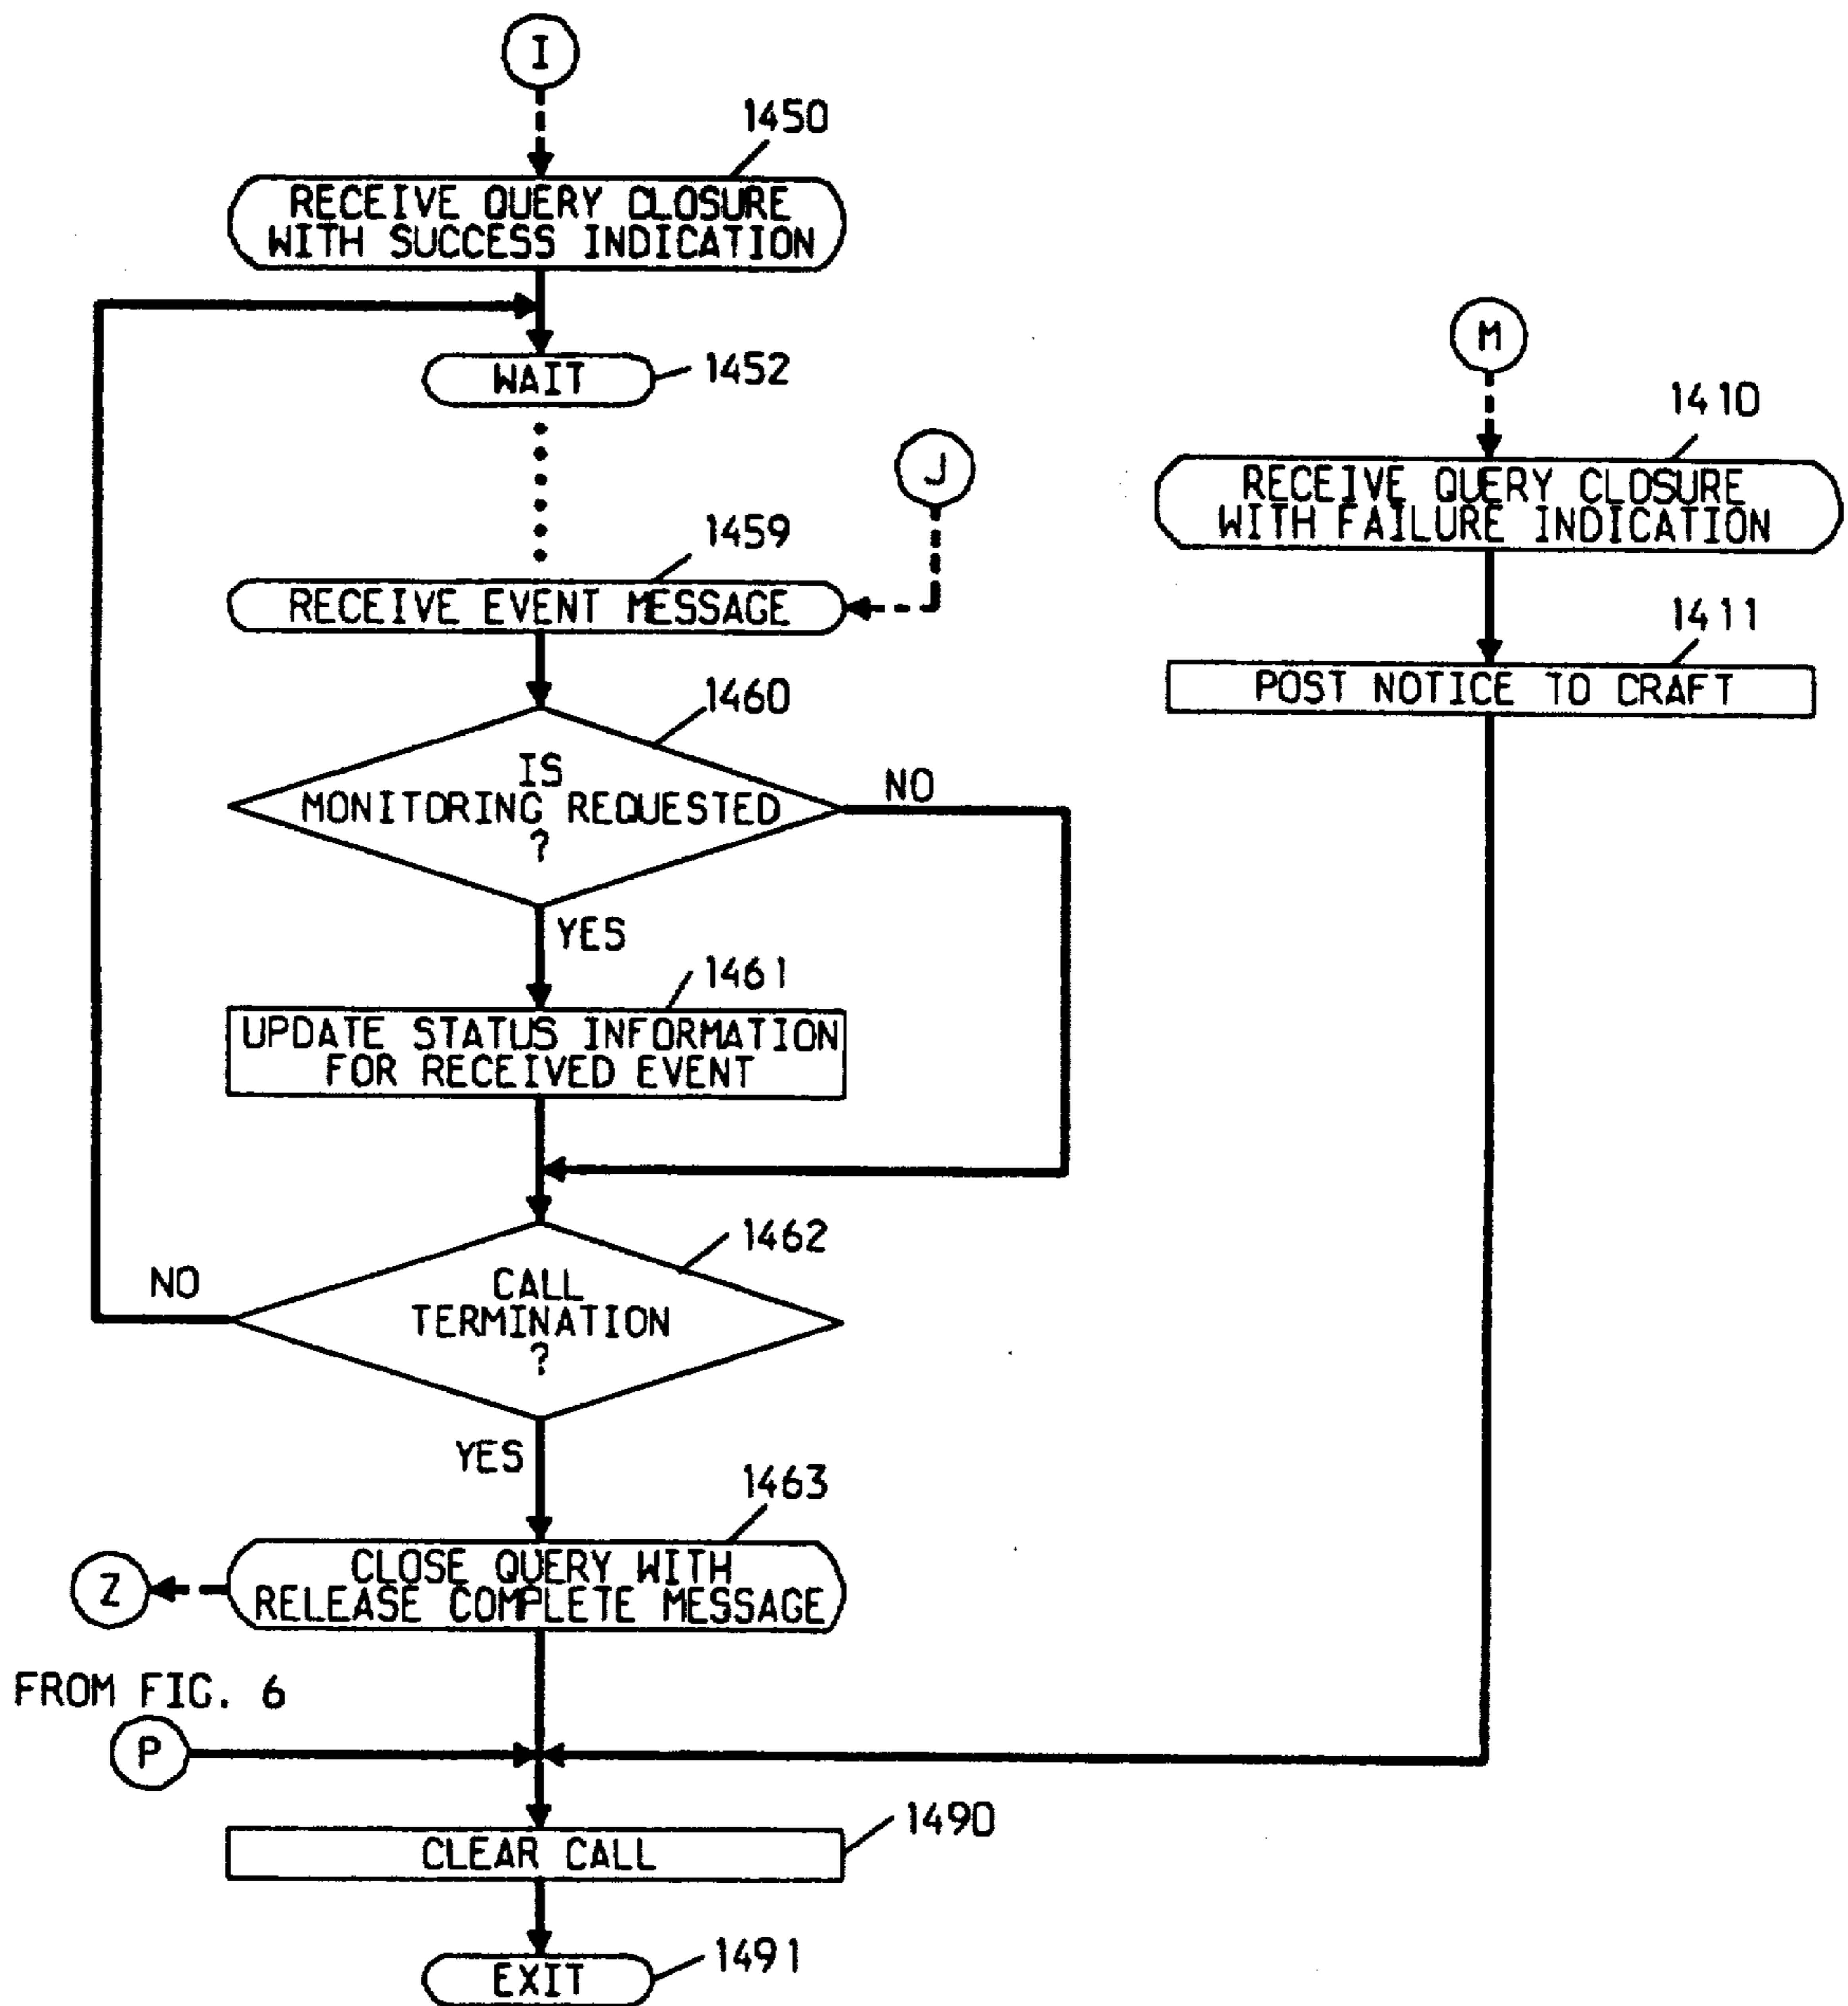 I
1450
RECEIVE QUERY CLOSURE
WITH SUCCESS INDICATION
WAIT
1452
J
1459
RECEIVE EVENT MESSAGE
1460
IS
MONITORING REQUESTED
?
NO
YES
1461
UPDATE STATUS INFORMATION
FOR RECEIVED EVENT
1462
CALL
TERMINATION
?
NO
YES
1463
CLOSE QUERY WITH
RELEASE COMPLETE MESSAGE
Z
FROM FIG. 6
P
1490
CLEAR CALL
EXIT
1491
M
1410
RECEIVE QUERY CLOSURE
WITH FAILURE INDICATION
1411
POST NOTICE TO CRAFT